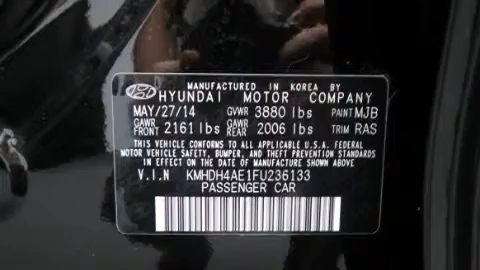 MANUFACTURED IN KOREA BY
HYUNDAI MOTOR COMPANY
MAY/27/14 GVWR 3880 lbs PAINT MJB
GAWR FRONT 2161 lbs GAWR REAR 2006 lbs TRIM RAS
THIS VEHICLE CONFORMS TO ALL APPLICABLE U.S.A. FEDERAL
MOTOR VEHICLE SAFETY, BUMPER, AND THEFT PREVENTION STANDARDS
IN EFFECT ON THE DATE OF MANUFACTURE SHOWN ABOVE.
V.I.N KMHDH4AE1FU236133
PASSENGER CAR